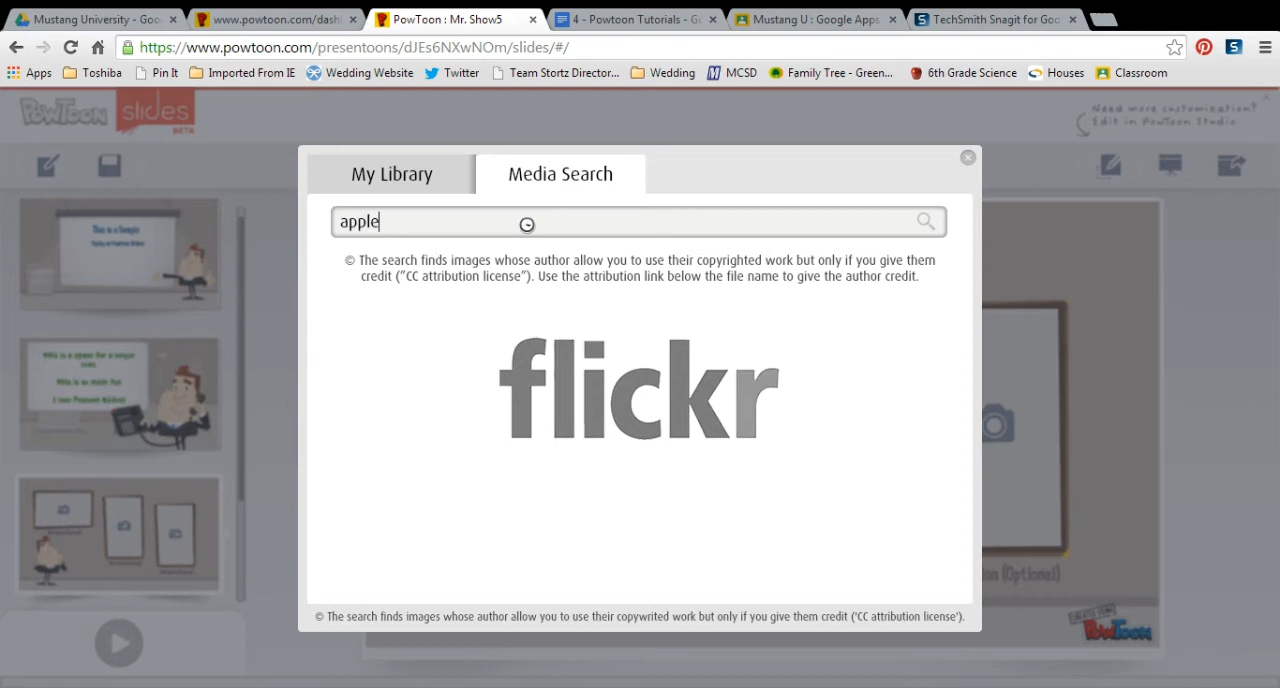 Mustang University - Goo
www.powtoon.com/dashl
PowToon : Mr. Show5
4 - Powtoon Tutorials - G
Mustang U : Google Apps
TechSmith Snagit for Goo
https://www.powtoon.com/presentoons/dJEs6NXwNOm/slides/#/
Apps Toshiba Pin It Imported From IE Wedding Website Twitter Team Stortz Director... Wedding MCSD Family Tree - Green... 6th Grade Science Houses Classroom
POWTOON slides BETA
Need more customization?
Edit in PowToon Studio
My Library Media Search
apple
© The search finds images whose author allow you to use their copyrighted work but only if you give them
credit ("CC attribution license"). Use the attribution link below the file name to give the author credit.
flickr
© The search finds images whose author allow you to use their copywrited work but only if you give them credit ('CC attribution license').
This is a Sample
(Optional)
CREATED USING
POWTOON